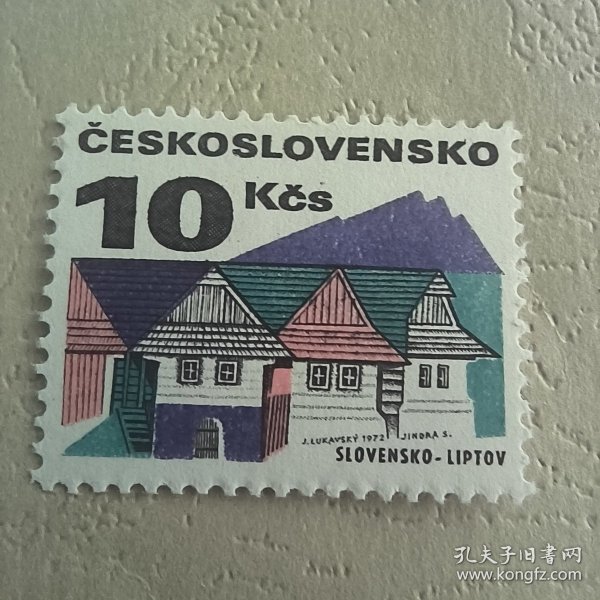 ČESKOSLOVENSKO
10 Kčs
J. LUKAVSKÝ 1972 JINDRA S.
SLOVENSKO-LIPTOV
孔夫子旧书网
www.kongfz.com